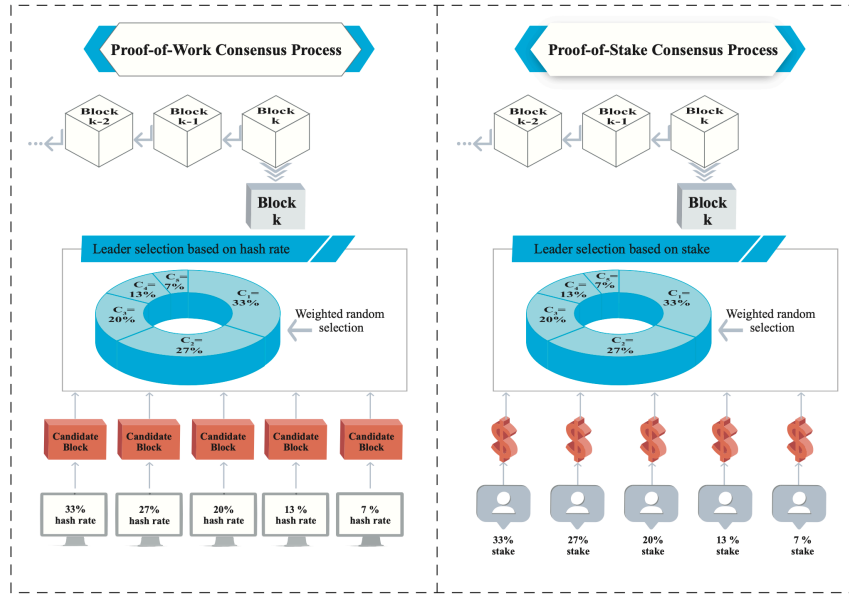 Proof-of-Work Consensus Process
Block
k-2
Block
k-1
Block
k
Block
k
Leader selection based on hash rate
C₅=
7%
C₄=
13%
C₁=
33%
C₃=
20%
C₂=
27%
Weighted random
selection
Candidate
Block
Candidate
Block
Candidate
Block
Candidate
Block
Candidate
Block
33%
hash rate
27%
hash rate
20%
hash rate
13 %
hash rate
7 %
hash rate
Proof-of-Stake Consensus Process
Block
k-2
Block
k-1
Block
k
Block
k
Leader selection based on stake
C₅=
7%
C₄=
13%
C₁=
33%
C₃=
20%
C₂=
27%
Weighted random
selection
$
$
$
$
$
33%
stake
27%
stake
20%
stake
13 %
stake
7 %
stake